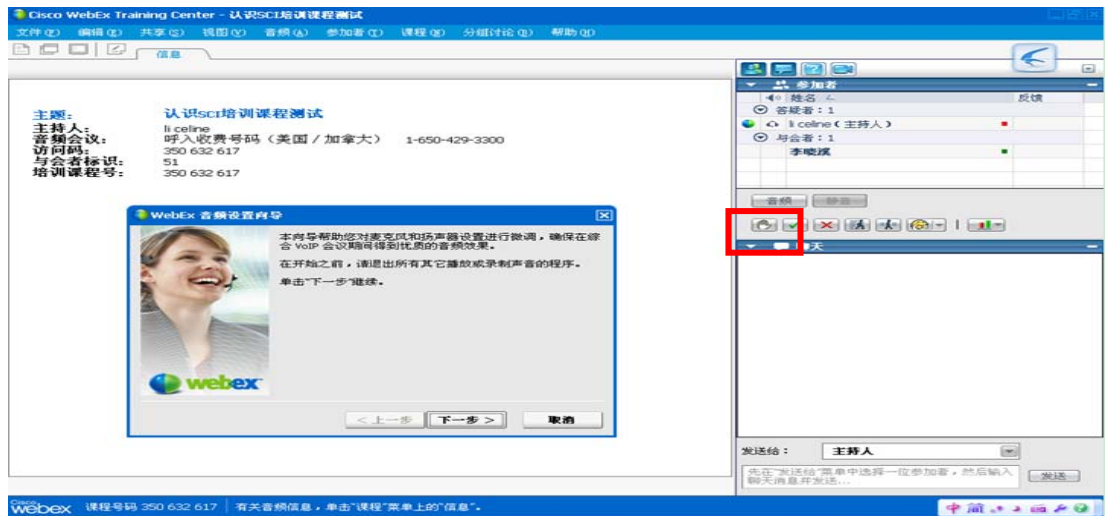 Cisco WebEx Training Center - 认识SCI培训课程测试
文件(F) 编辑(E) 共享(S) 视图(V) 音频(A) 参加者(T) 课程(R) 分组讨论(B) 帮助(H)
信息
主题: 认识SCI培训课程测试
主持人: li celine
音频会议: 呼入收费号码（美国/加拿大） 1-650-429-3300
访问码: 350 632 617
与会者标识: 51
培训课程号: 350 632 617
WebEx 音频设置向导
本向导帮助您对麦克风和扬声器设置进行微调，确保在综
合 VoIP 会议期间得到优质的音频效果。
在开始之前，请退出所有其它播放或录制声音的程序。
单击"下一步"继续。
webex
<上一步 下一步 > 取消
参加者
姓名 反馈
答疑者：1
li celine (主持人)
与会者：1
李晓渼
音频 静音
聊天
发送给： 主持人
先在"发送给"菜单中选择一位参加者，然后输入
聊天消息并发送...
发送
Cisco webex 课程号码 350 632 617 有关音频信息，单击"课程"菜单上的"信息"。
中 简